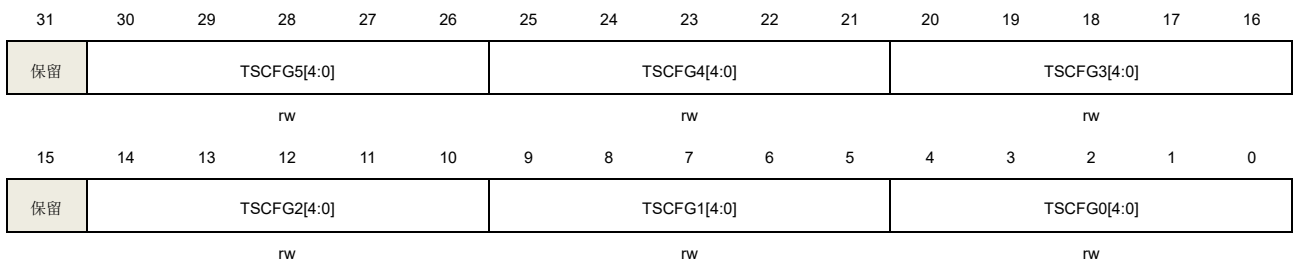 31 30 29 28 27 26 25 24 23 22 21 20 19 18 17 16
保留 TSCFG5[4:0] TSCFG4[4:0] TSCFG3[4:0]
rw rw rw
15 14 13 12 11 10 9 8 7 6 5 4 3 2 1 0
保留 TSCFG2[4:0] TSCFG1[4:0] TSCFG0[4:0]
rw rw rw